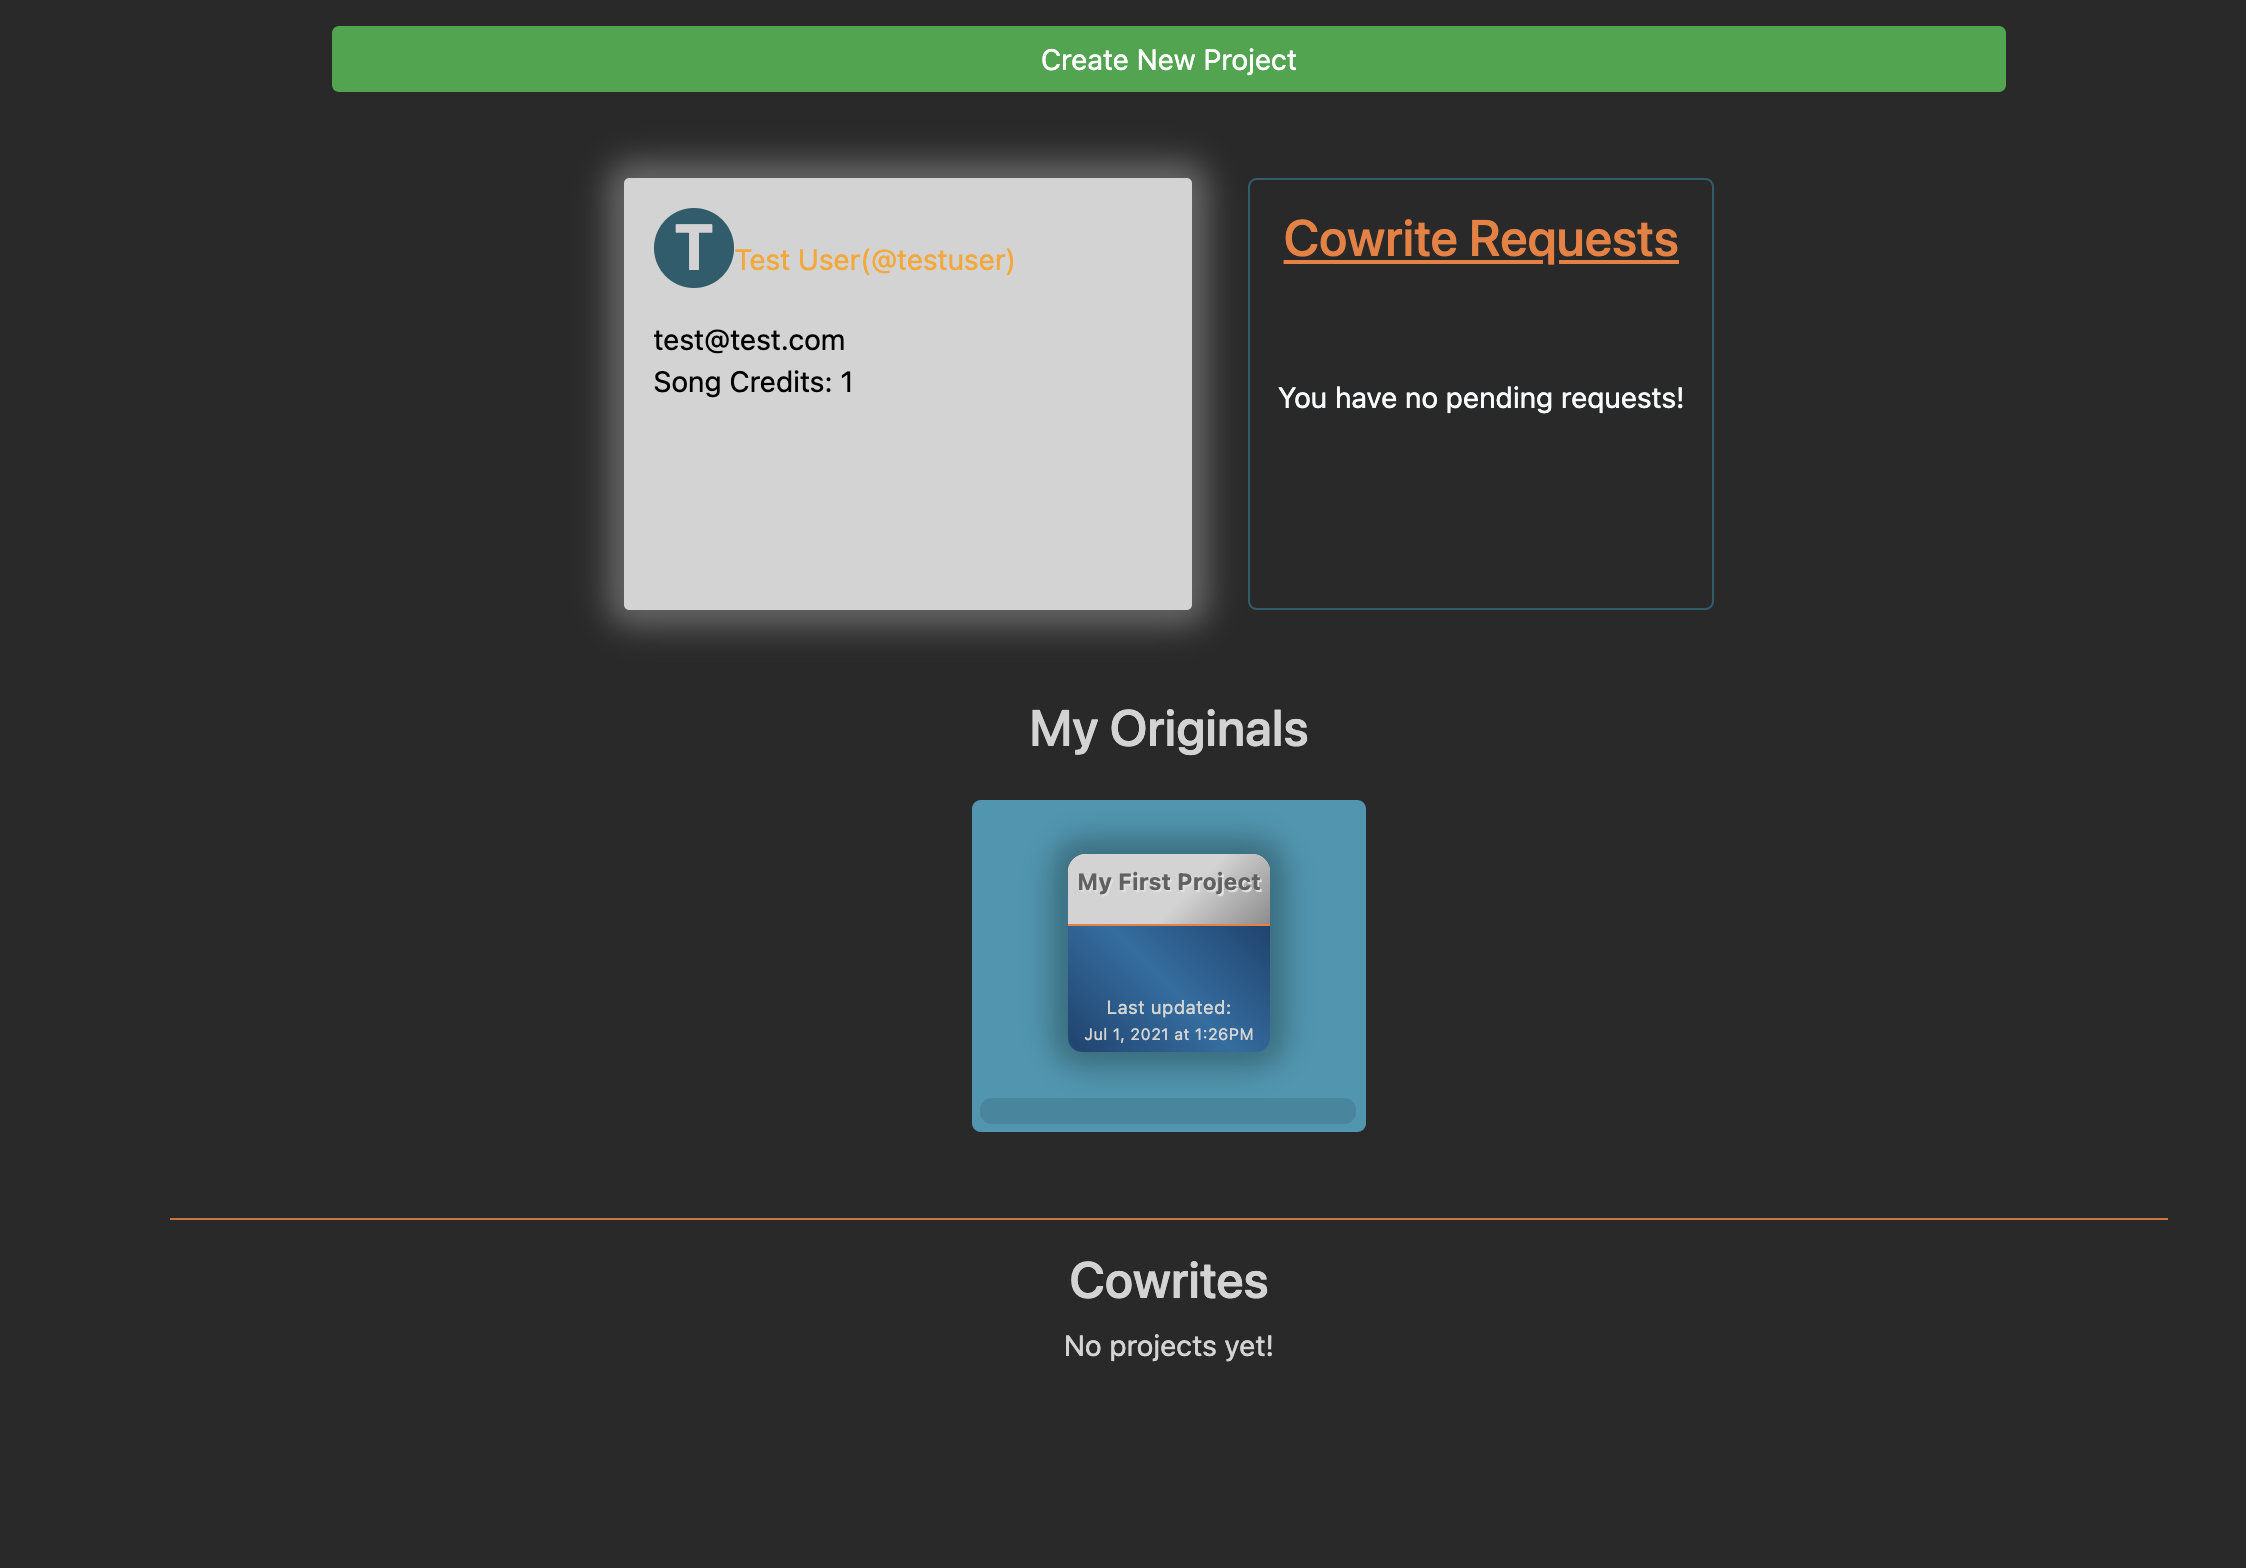 Create New Project
T
Test User(@testuser)
test@test.com
Song Credits: 1
Cowrite Requests
You have no pending requests!
My Originals
My First Project
Last updated:
Jul 1, 2021 at 1:26PM
Cowrites
No projects yet!